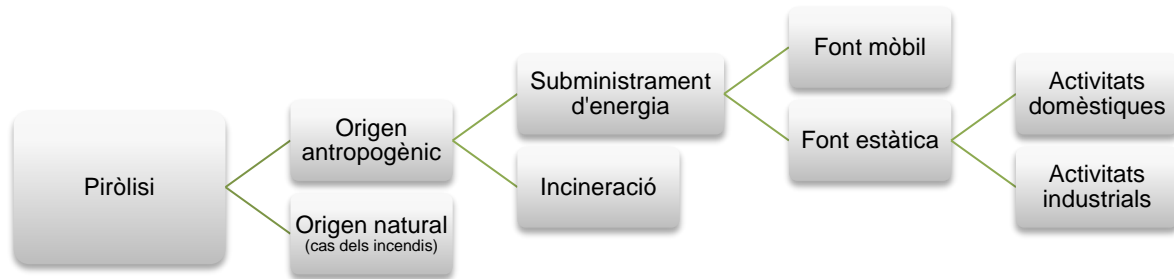 Piròlisi
Origen
antropogènic
Origen natural
(cas dels incendis)
Subministrament
d'energia
Incineració
Font mòbil
Font estàtica
Activitats
domèstiques
Activitats
industrials